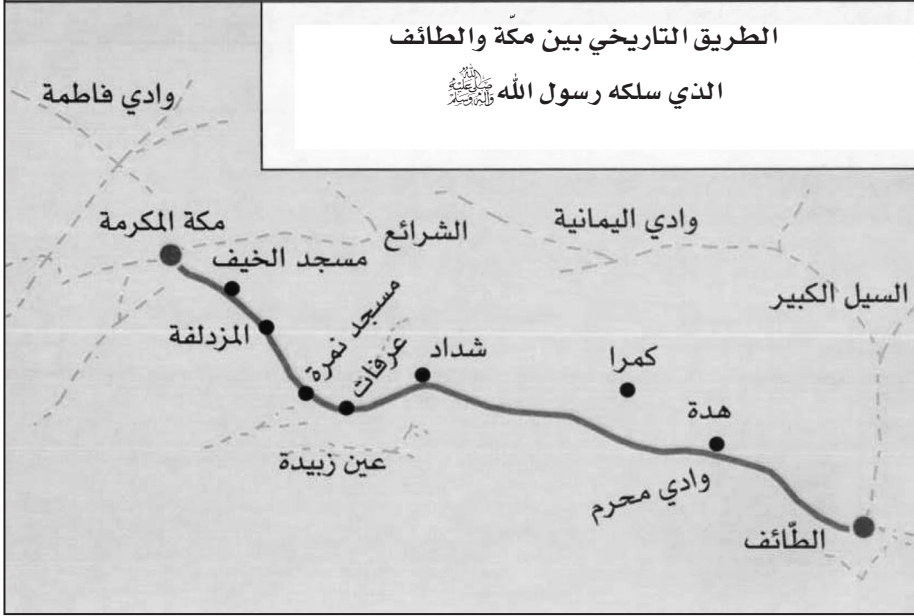 الطريق التاريخي بين مكّة والطائف
الذي سلكه رسول الله ﷺ
وادي فاطمة
مكة المكرمة
الشرائع
وادي اليمانية
مسجد الخيف
السيل الكبير
المزدلفة
مسجد نمرة
عرفات
شداد
كمرا
هدة
عين زبيدة
وادي محرم
الطّائف